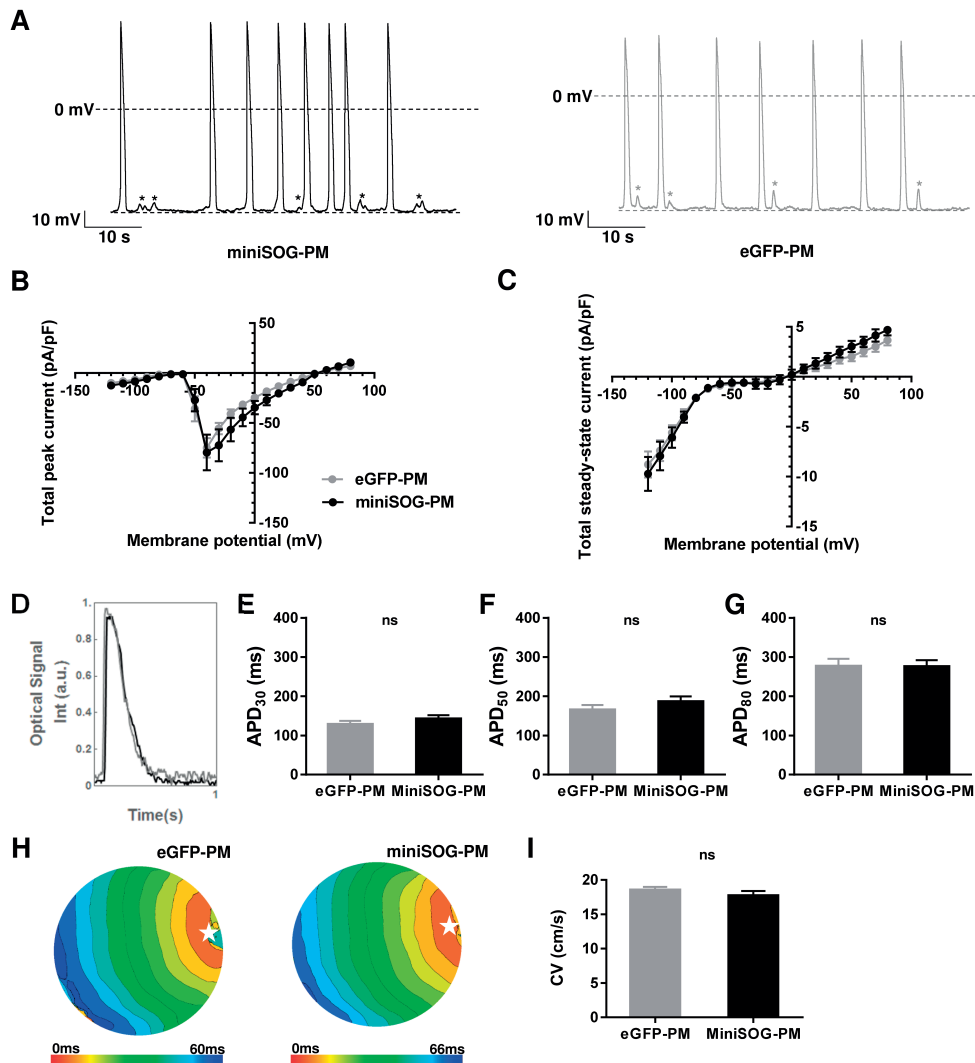 A
0 mV
* * * * *
10 mV
10 s
miniSOG-PM
0 mV
* * * *
10 mV
10 s
eGFP-PM
B
Total peak current (pA/pF)
50
-150 -100 -50 50 100
-50
-100
-150
eGFP-PM
miniSOG-PM
Membrane potential (mV)
C
Total steady-state current (pA/pF)
5
-150 -100 -50 50 100
-5
-10
-15
Membrane potential (mV)
D
Optical Signal
Int (a.u.)
1.
0.8
0.6
0.4
0.2
0
1
Time(s)
E
ns
APD30 (ms)
400
300
200
100
0
eGFP-PM MiniSOG-PM
F
ns
APD50 (ms)
400
300
200
100
0
eGFP-PM MiniSOG-PM
G
ns
APD80 (ms)
400
300
200
100
0
eGFP-PM MiniSOG-PM
H
eGFP-PM
0ms 60ms
miniSOG-PM
0ms 66ms
I
ns
CV (cm/s)
20
15
10
5
0
eGFP-PM MiniSOG-PM